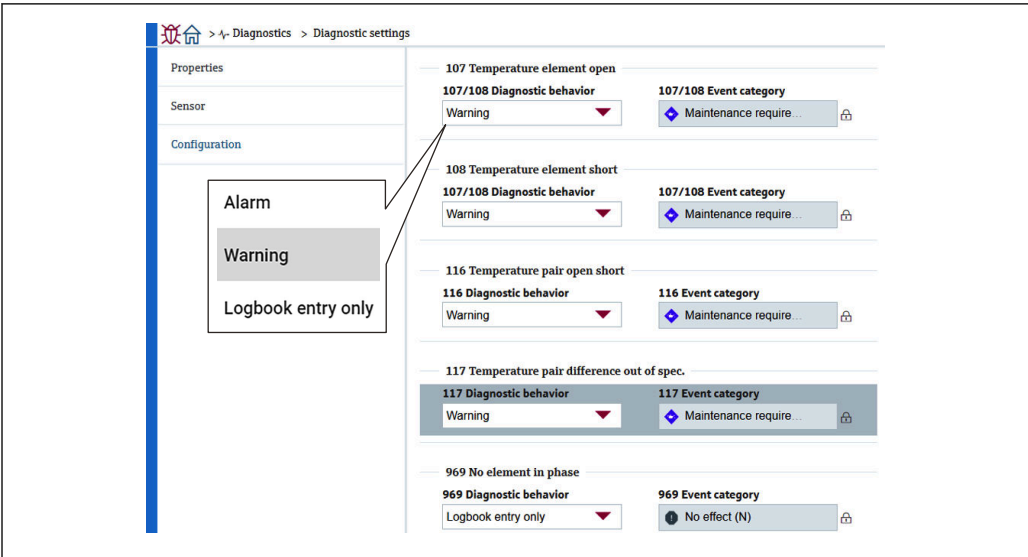 > Diagnostics > Diagnostic settings
Properties
Sensor
Configuration
Alarm
Warning
Logbook entry only
107 Temperature element open
107/108 Diagnostic behavior 107/108 Event category
Warning Maintenance require...
108 Temperature element short
107/108 Diagnostic behavior 107/108 Event category
Warning Maintenance require...
116 Temperature pair open short
116 Diagnostic behavior 116 Event category
Warning Maintenance require...
117 Temperature pair difference out of spec.
117 Diagnostic behavior 117 Event category
Warning Maintenance require...
969 No element in phase
969 Diagnostic behavior 969 Event category
Logbook entry only No effect (N)